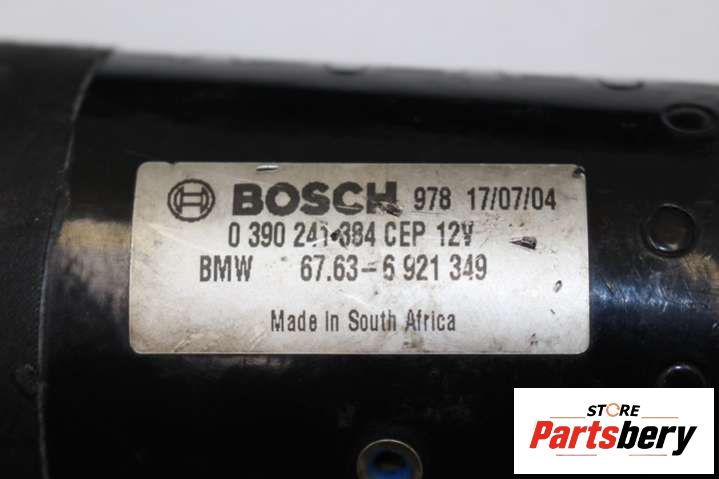 BOSCH 978 17/07/04
0 390 241 384 CEP 12V
BMW 67.63-6 921 349
Made in South Africa
STORE
Partsbery